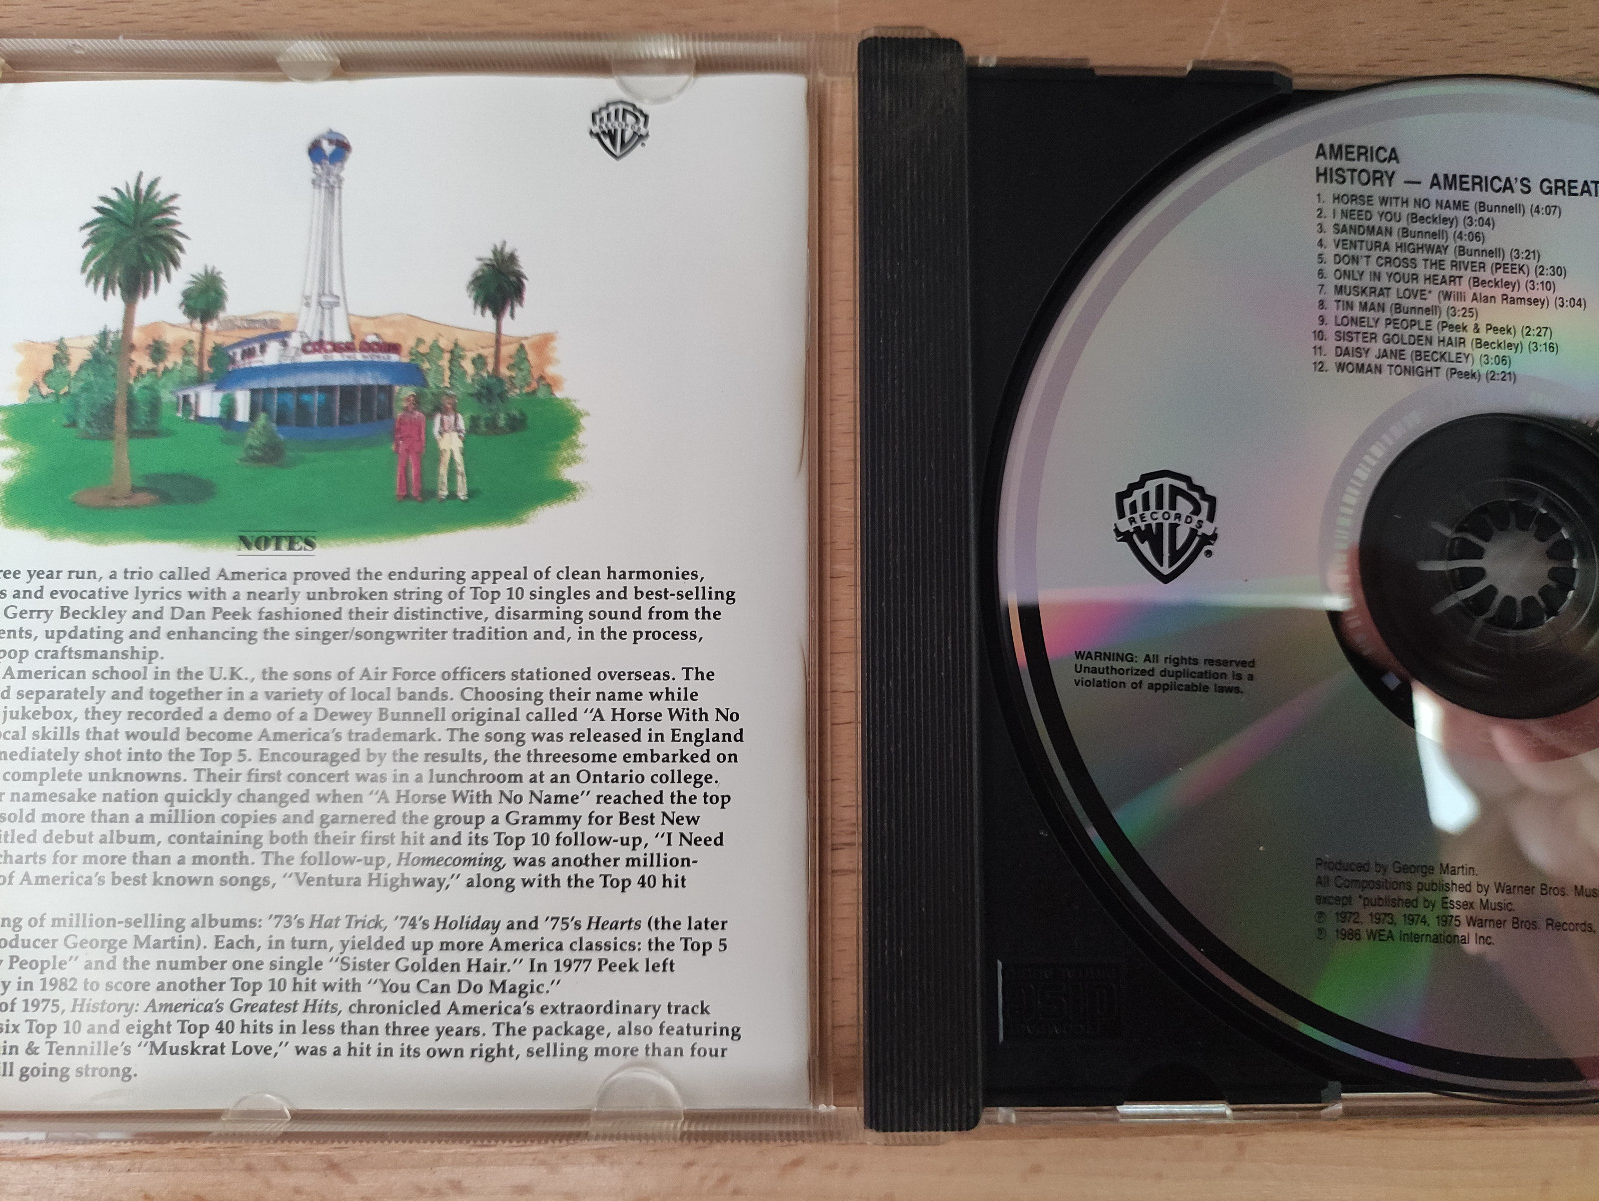 RECORDS
CROSS ROADS
OF THE WORLD
NOTES
ree year run, a trio called America proved the enduring appeal of clean harmonies,
s and evocative lyrics with a nearly unbroken string of Top 10 singles and best-selling
Gerry Beckley and Dan Peek fashioned their distinctive, disarming sound from the
ents, updating and enhancing the singer/songwriter tradition and, in the process,
pop craftsmanship.
American school in the U.K., the sons of Air Force officers stationed overseas. The
d separately and together in a variety of local bands. Choosing their name while
jukebox, they recorded a demo of a Dewey Bunnell original called "A Horse With No
cal skills that would become America's trademark. The song was released in England
mediately shot into the Top 5. Encouraged by the results, the threesome embarked on
complete unknowns. Their first concert was in a lunchroom at an Ontario college.
r namesake nation quickly changed when "A Horse With No Name" reached the top
sold more than a million copies and garnered the group a Grammy for Best New
itled debut album, containing both their first hit and its Top 10 follow-up, "I Need
charts for more than a month. The follow-up, Homecoming, was another million-
of America's best known songs, "Ventura Highway," along with the Top 40 hit
ng of million-selling albums: '73's Hat Trick, '74's Holiday and '75's Hearts (the later
oducer George Martin). Each, in turn, yielded up more America classics: the Top 5
y People" and the number one single "Sister Golden Hair." In 1977 Peek left
y in 1982 to score another Top 10 hit with "You Can Do Magic."
of 1975, History: America's Greatest Hits, chronicled America's extraordinary track
six Top 10 and eight Top 40 hits in less than three years. The package, also featuring
in & Tennille's "Muskrat Love," was a hit in its own right, selling more than four
ll going strong.
AMERICA
HISTORY — AMERICA'S GREAT
1. HORSE WITH NO NAME (Bunnell) (4:07)
2. I NEED YOU (Beckley) (3:04)
3. SANDMAN (Bunnell) (4:06)
4. VENTURA HIGHWAY (Bunnell) (3:21)
5. DON'T CROSS THE RIVER (PEEK) (2:30)
6. ONLY IN YOUR HEART (Beckley) (3:10)
7. MUSKRAT LOVE* (Willi Alan Ramsey) (3:04)
8. TIN MAN (Bunnell) (3:25)
9. LONELY PEOPLE (Peek & Peek) (2:27)
10. SISTER GOLDEN HAIR (Beckley) (3:16)
11. DAISY JANE (BECKLEY) (3:06)
12. WOMAN TONIGHT (Peek) (2:21)
RECORDS
WARNING: All rights reserved
Unauthorized duplication is a
violation of applicable laws.
Produced by George Martin.
All Compositions published by Warner Bros. Mus
except *published by Essex Music.
℗ 1972, 1973, 1974, 1975 Warner Bros. Records,
℗ 1986 WEA International Inc.